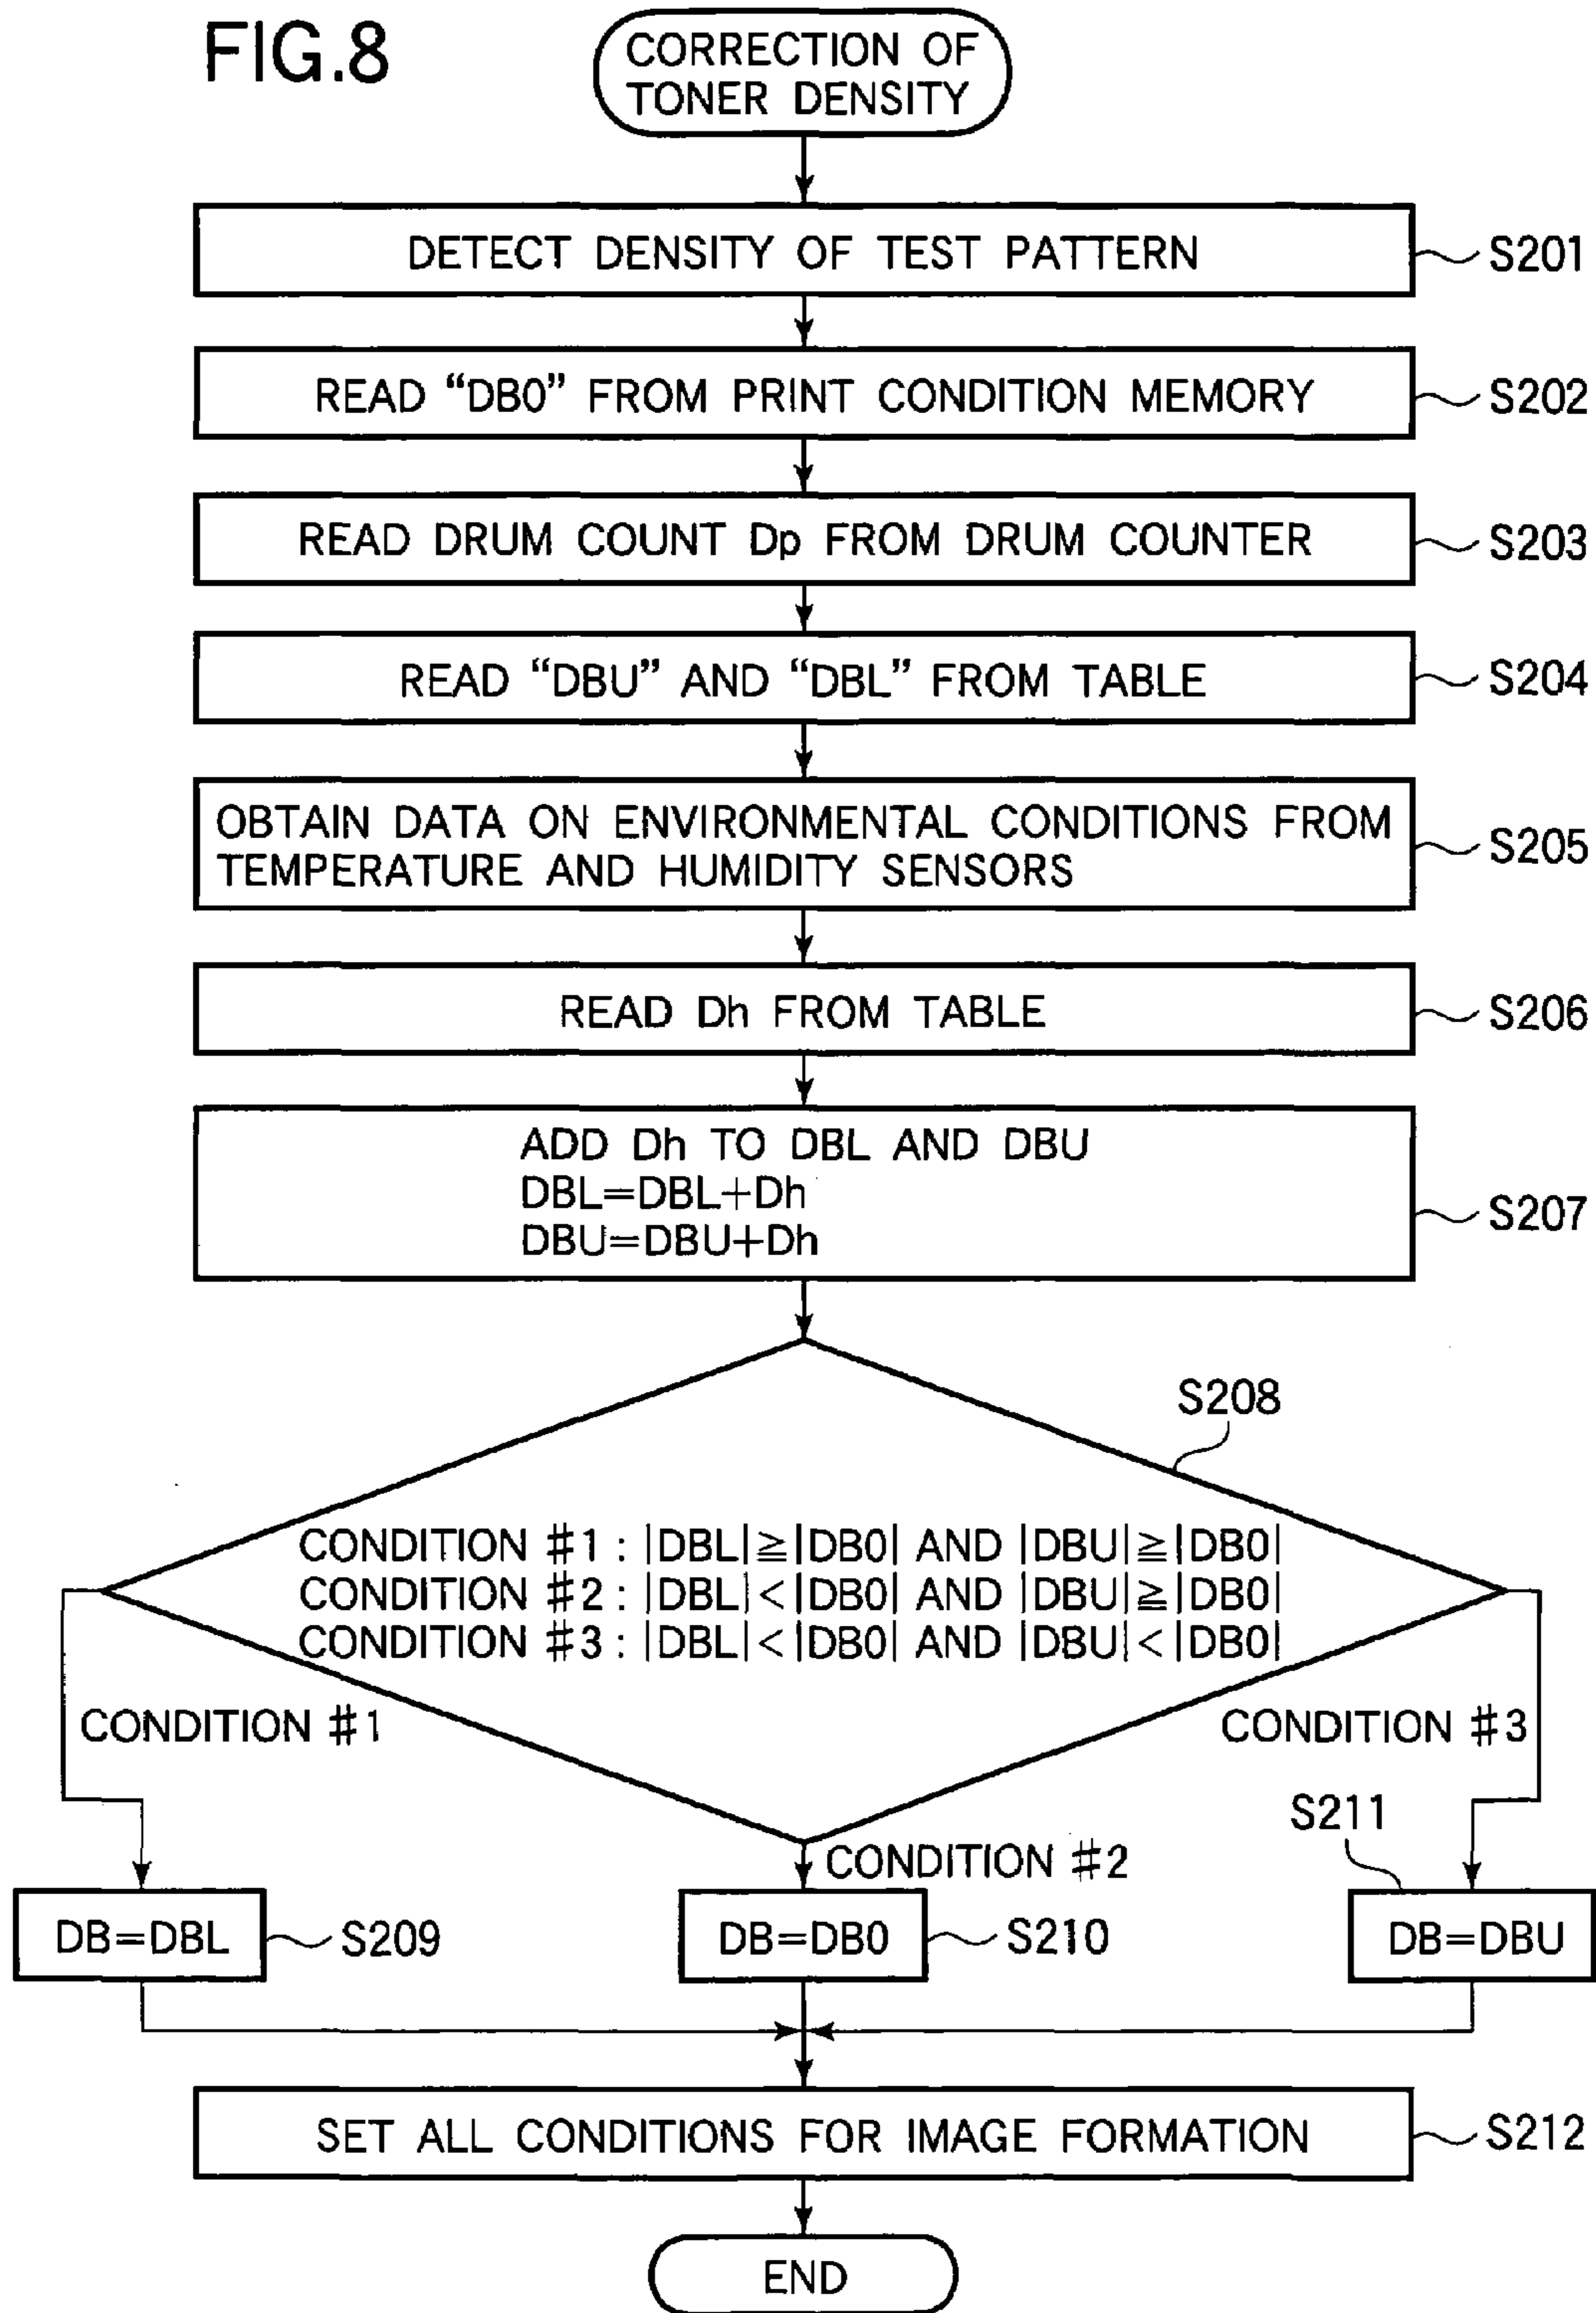 FIG.8
CORRECTION OF
TONER DENSITY
DETECT DENSITY OF TEST PATTERN
S201
READ “DB0” FROM PRINT CONDITION MEMORY
S202
READ DRUM COUNT Dp FROM DRUM COUNTER
S203
READ “DBU” AND “DBL” FROM TABLE
S204
OBTAIN DATA ON ENVIRONMENTAL CONDITIONS FROM
TEMPERATURE AND HUMIDITY SENSORS
S205
READ Dh FROM TABLE
S206
ADD Dh TO DBL AND DBU
DBL=DBL+Dh
DBU=DBU+Dh
S207
S208
CONDITION #1 : |DBL|≧|DB0| AND |DBU|≧|DB0|
CONDITION #2 : |DBL|<|DB0| AND |DBU|≧|DB0|
CONDITION #3 : |DBL|<|DB0| AND |DBU|<|DB0|
CONDITION #1
CONDITION #3
CONDITION #2
S211
DB=DBL
S209
DB=DB0
S210
DB=DBU
SET ALL CONDITIONS FOR IMAGE FORMATION
S212
END